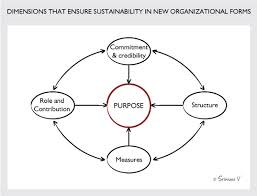 DIMENSIONS THAT ENSURE SUSTAINABILITY IN NEW ORGANIZATIONAL FORMS
Commitment
& credibility
Role and
Contribution
PURPOSE
Structure
Measures
© Srinivas V